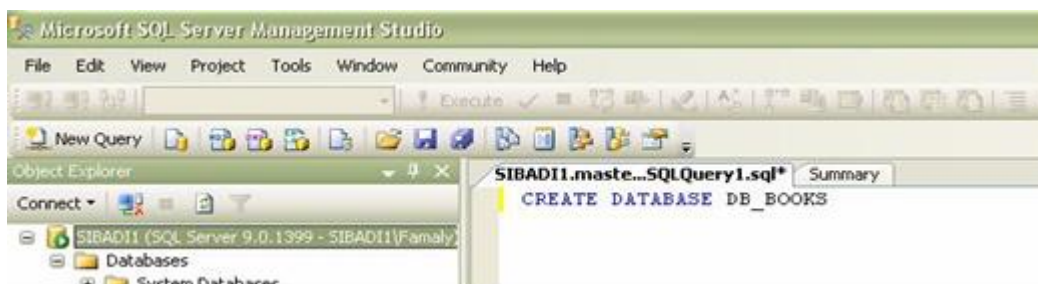 Microsoft SQL Server Management Studio
File Edit View Project Tools Window Community Help
Execute
New Query
Object Explorer
SIBADI1.maste...SQLQuery1.sql* Summary
Connect
CREATE DATABASE DB_BOOKS
SIBADI1 (SQL Server 9.0.1399 - SIBADI1\Famaly)
Databases
System Databases